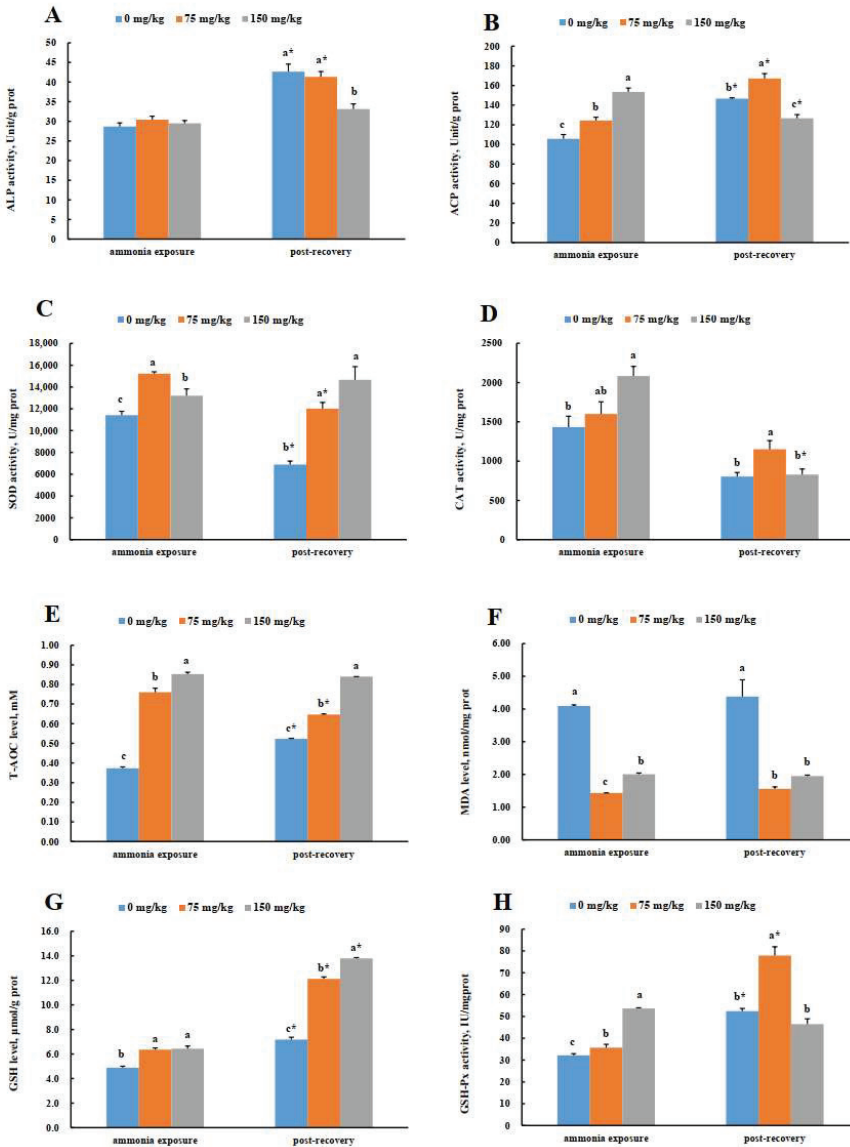 A
0 mg/kg 75 mg/kg 150 mg/kg
ALP activity, Unit/g prot
50
45
40
35
30
25
20
15
10
5
0
a* a* b
ammonia exposure post-recovery
B
0 mg/kg 75 mg/kg 150 mg/kg
ACP activity, Unit/g prot
200
180
160
140
120
100
80
60
40
20
0
c b a b* a* c*
ammonia exposure post-recovery
C
0 mg/kg 75 mg/kg 150 mg/kg
SOD activity, U/mg prot
18,000
16,000
14,000
12,000
10,000
8000
6000
4000
2000
0
c a b b* a* a
ammonia exposure post-recovery
D
0 mg/kg 75 mg/kg 150 mg/kg
CAT activity, U/mg prot
2500
2000
1500
1000
500
0
b ab a b a b*
ammonia exposure post-recovery
E
0 mg/kg 75 mg/kg 150 mg/kg
T-AOC level, mM
1.00
0.90
0.80
0.70
0.60
0.50
0.40
0.30
0.20
0.10
0.00
c b a c* b* a
ammonia exposure post-recovery
F
0 mg/kg 75 mg/kg 150 mg/kg
MDA level, nmol/mg prot
6.00
5.00
4.00
3.00
2.00
1.00
0.00
a c b a b b
ammonia exposure post-recovery
G
0 mg/kg 75 mg/kg 150 mg/kg
GSH level, μmol/g prot
16.0
14.0
12.0
10.0
8.0
6.0
4.0
2.0
0.0
b a a c* b* a*
ammonia exposure post-recovery
H
0 mg/kg 75 mg/kg 150 mg/kg
GSH-Px activity, IU/mgprot
90
80
70
60
50
40
30
20
10
0
c b a b* a* b
ammonia exposure post-recovery